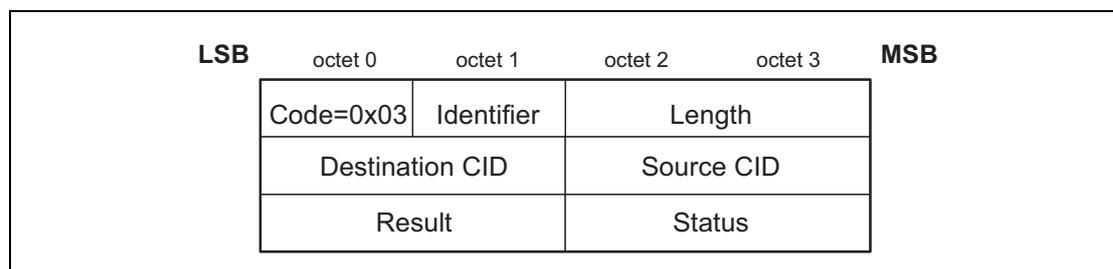 LSB octet 0 octet 1 octet 2 octet 3 MSB
Code=0x03 Identifier Length
Destination CID Source CID
Result Status